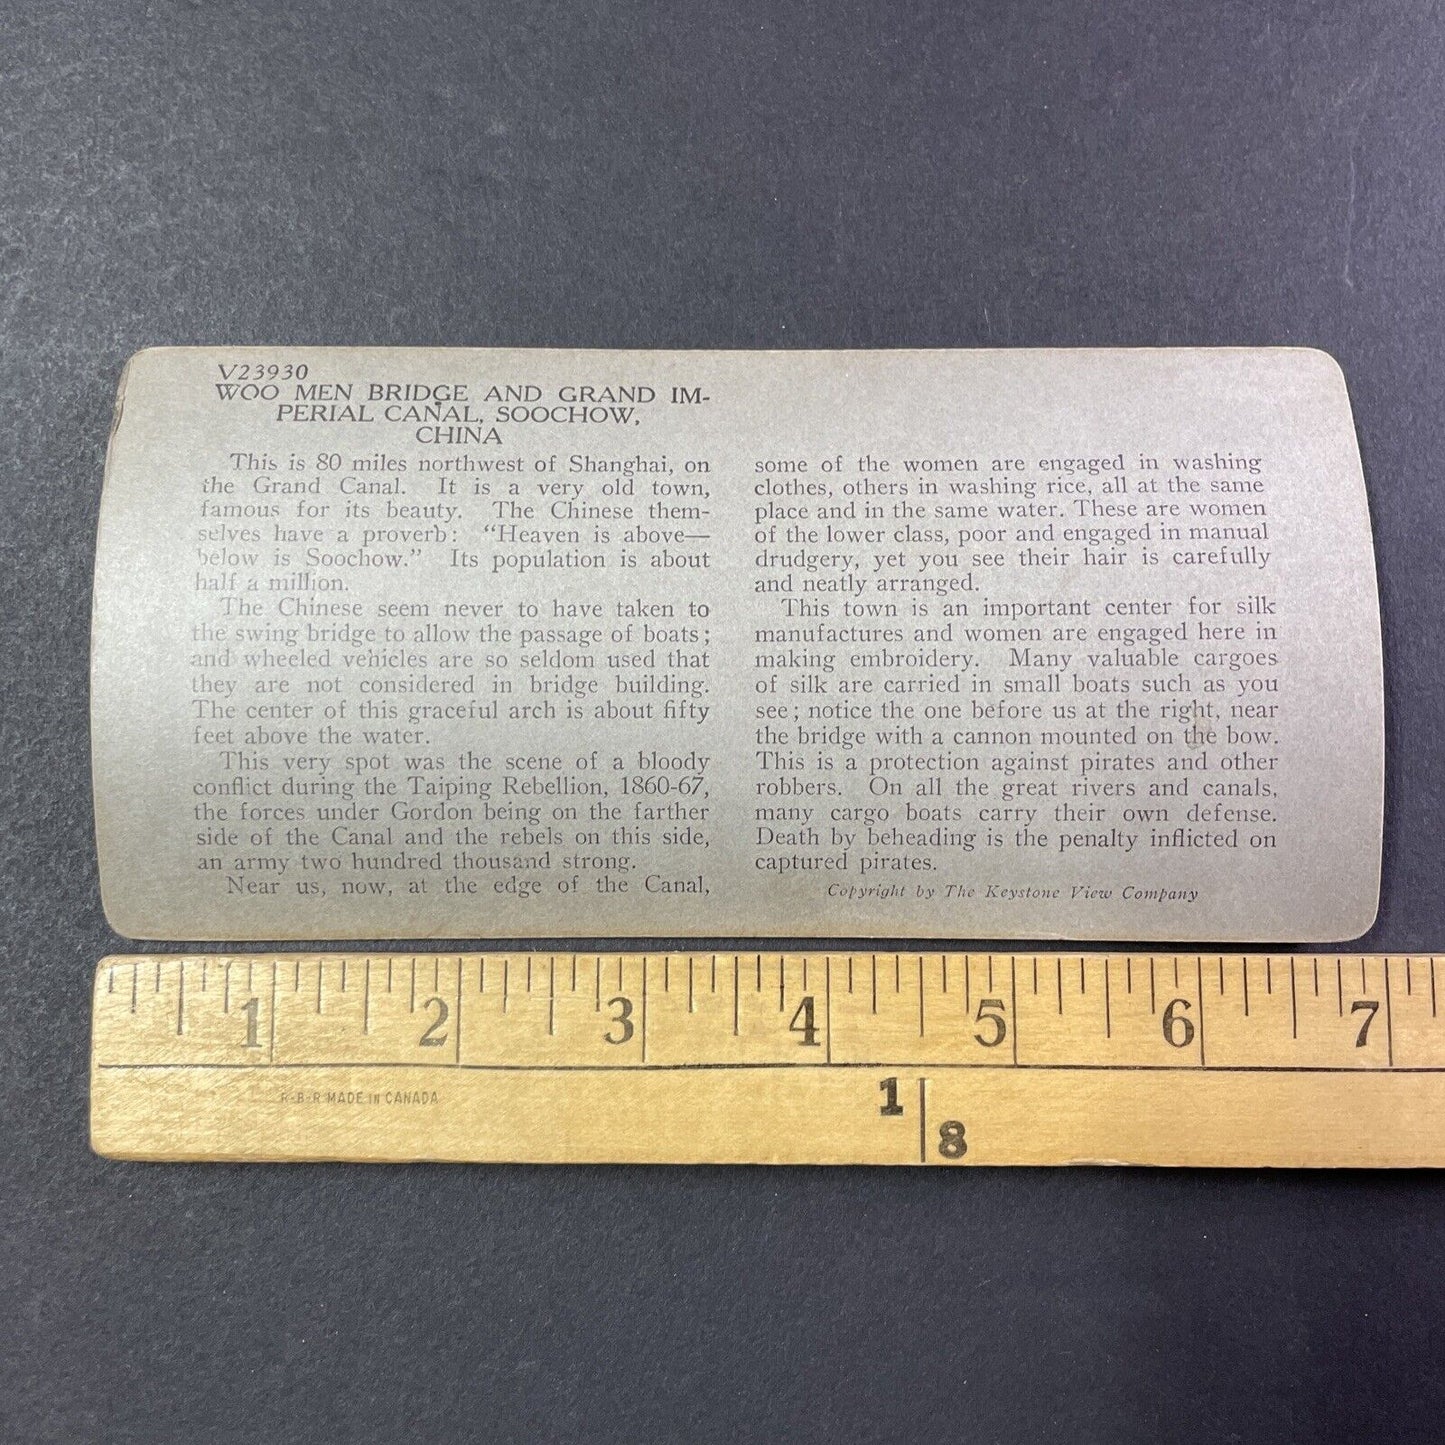 V23930
WOO MEN BRIDGE AND GRAND IM-
PERIAL CANAL, SOOCHOW,
CHINA
This is 80 miles northwest of Shanghai, on
the Grand Canal. It is a very old town,
famous for its beauty. The Chinese them-
selves have a proverb: "Heaven is above—
below is Soochow." Its population is about
half a million.
The Chinese seem never to have taken to
the swing bridge to allow the passage of boats;
and wheeled vehicles are so seldom used that
they are not considered in bridge building.
The center of this graceful arch is about fifty
feet above the water.
This very spot was the scene of a bloody
conflict during the Taiping Rebellion, 1860-67,
the forces under Gordon being on the farther
side of the Canal and the rebels on this side,
an army two hundred thousand strong.
Near us, now, at the edge of the Canal,
some of the women are engaged in washing
clothes, others in washing rice, all at the same
place and in the same water. These are women
of the lower class, poor and engaged in manual
drudgery, yet you see their hair is carefully
and neatly arranged.
This town is an important center for silk
manufactures and women are engaged here in
making embroidery. Many valuable cargoes
of silk are carried in small boats such as you
see; notice the one before us at the right, near
the bridge with a cannon mounted on the bow.
This is a protection against pirates and other
robbers. On all the great rivers and canals,
many cargo boats carry their own defense.
Death by beheading is the penalty inflicted on
captured pirates.
Copyright by The Keystone View Company
1 2 3 4 5 6 7
R-B-R MADE IN CANADA
1
8